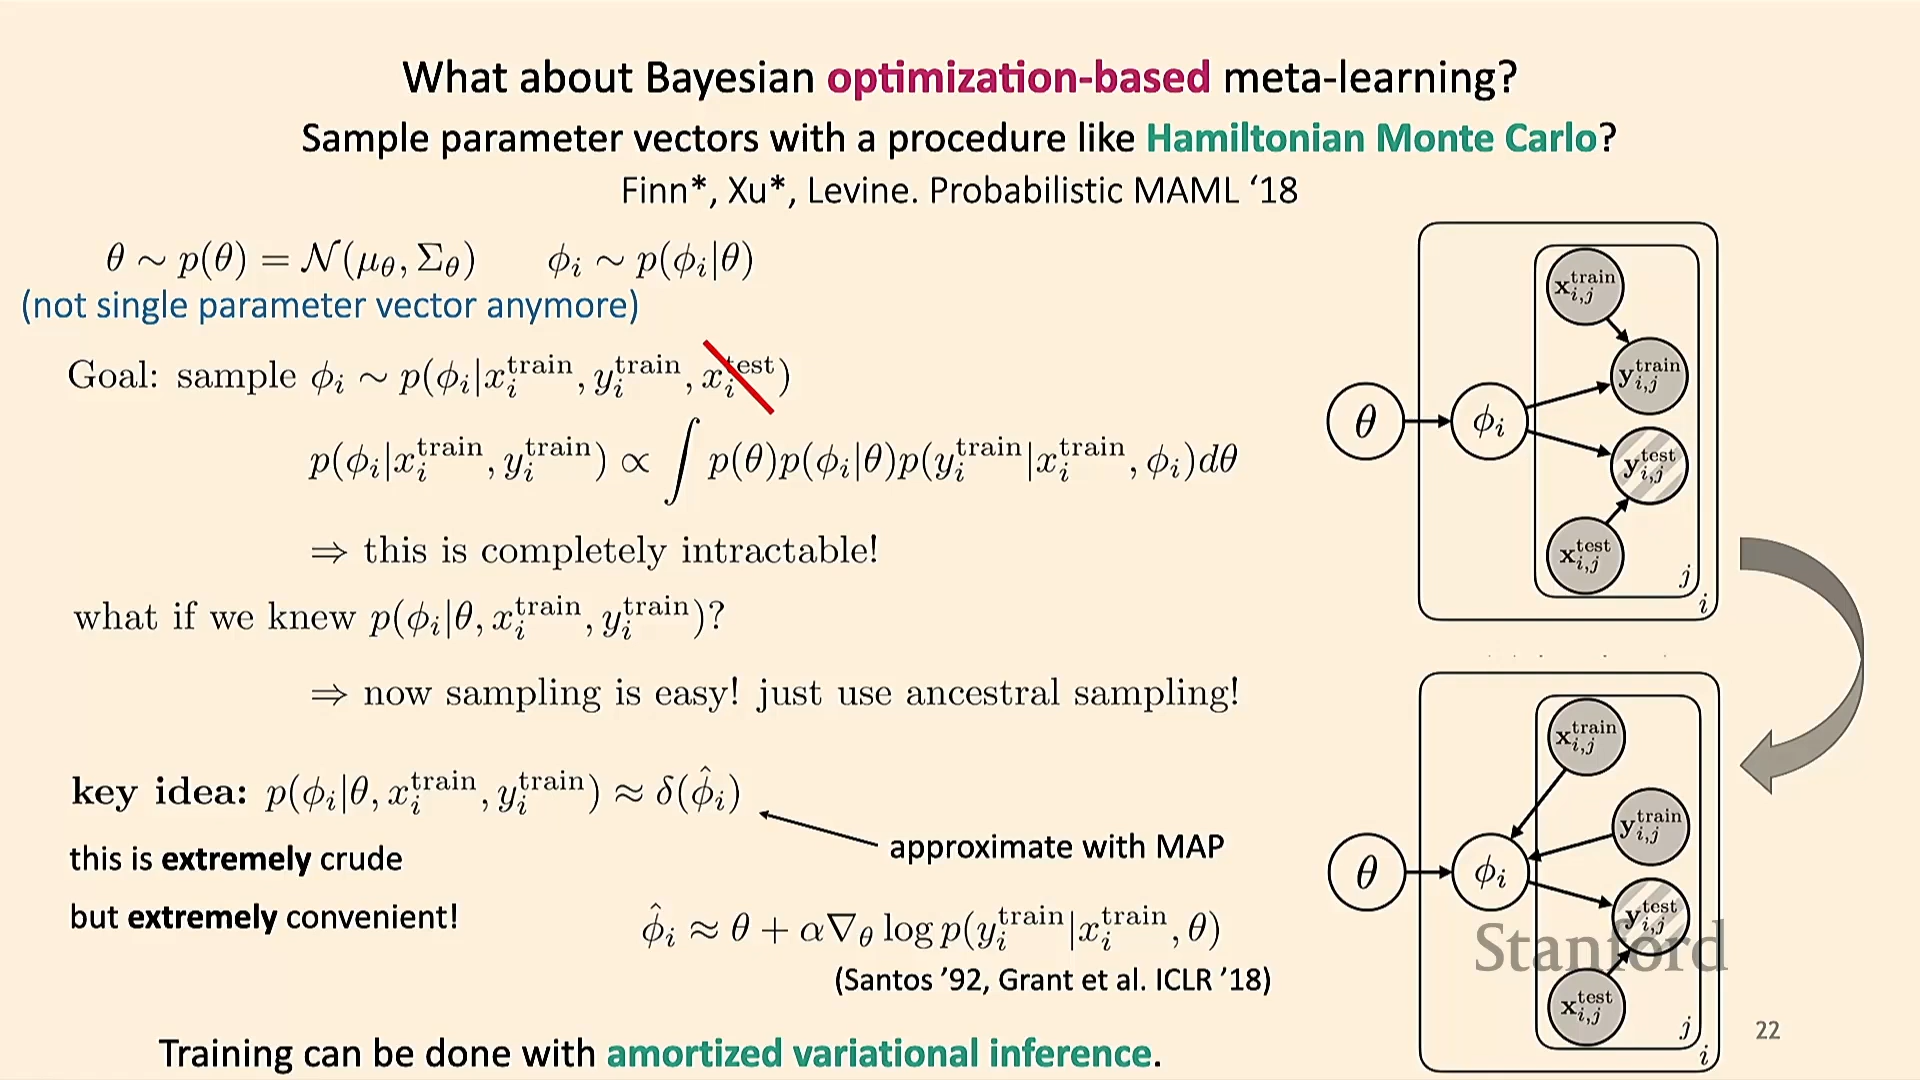 What about Bayesian optimization-based meta-learning?
Sample parameter vectors with a procedure like Hamiltonian Monte Carlo?
Finn*, Xu*, Levine. Probabilistic MAML ‘18
θ ∼ p(θ) = 𝒩(μ_θ, Σ_θ)    ϕ_i ∼ p(ϕ_i|θ)
(not single parameter vector anymore)
Goal: sample ϕ_i ∼ p(ϕ_i|x_i^train, y_i^train, x_i^test)
p(ϕ_i|x_i^train, y_i^train) ∝ ∫ p(θ)p(ϕ_i|θ)p(y_i^train|x_i^train, ϕ_i)dθ
⇒ this is completely intractable!
what if we knew p(ϕ_i|θ, x_i^train, y_i^train)?
⇒ now sampling is easy! just use ancestral sampling!
key idea: p(ϕ_i|θ, x_i^train, y_i^train) ≈ δ(ϕ̂_i)
approximate with MAP
this is extremely crude
but extremely convenient!
ϕ̂_i ≈ θ + α∇_θ log p(y_i^train|x_i^train, θ)
(Santos ’92, Grant et al. ICLR ’18)
Training can be done with amortized variational inference.
x_{i,j}^train
y_{i,j}^train
θ
ϕ_i
y_{i,j}^test
x_{i,j}^test
j
i
x_{i,j}^train
y_{i,j}^train
θ
ϕ_i
y_{i,j}^test
Stanford
x_{i,j}^test
j
i
22